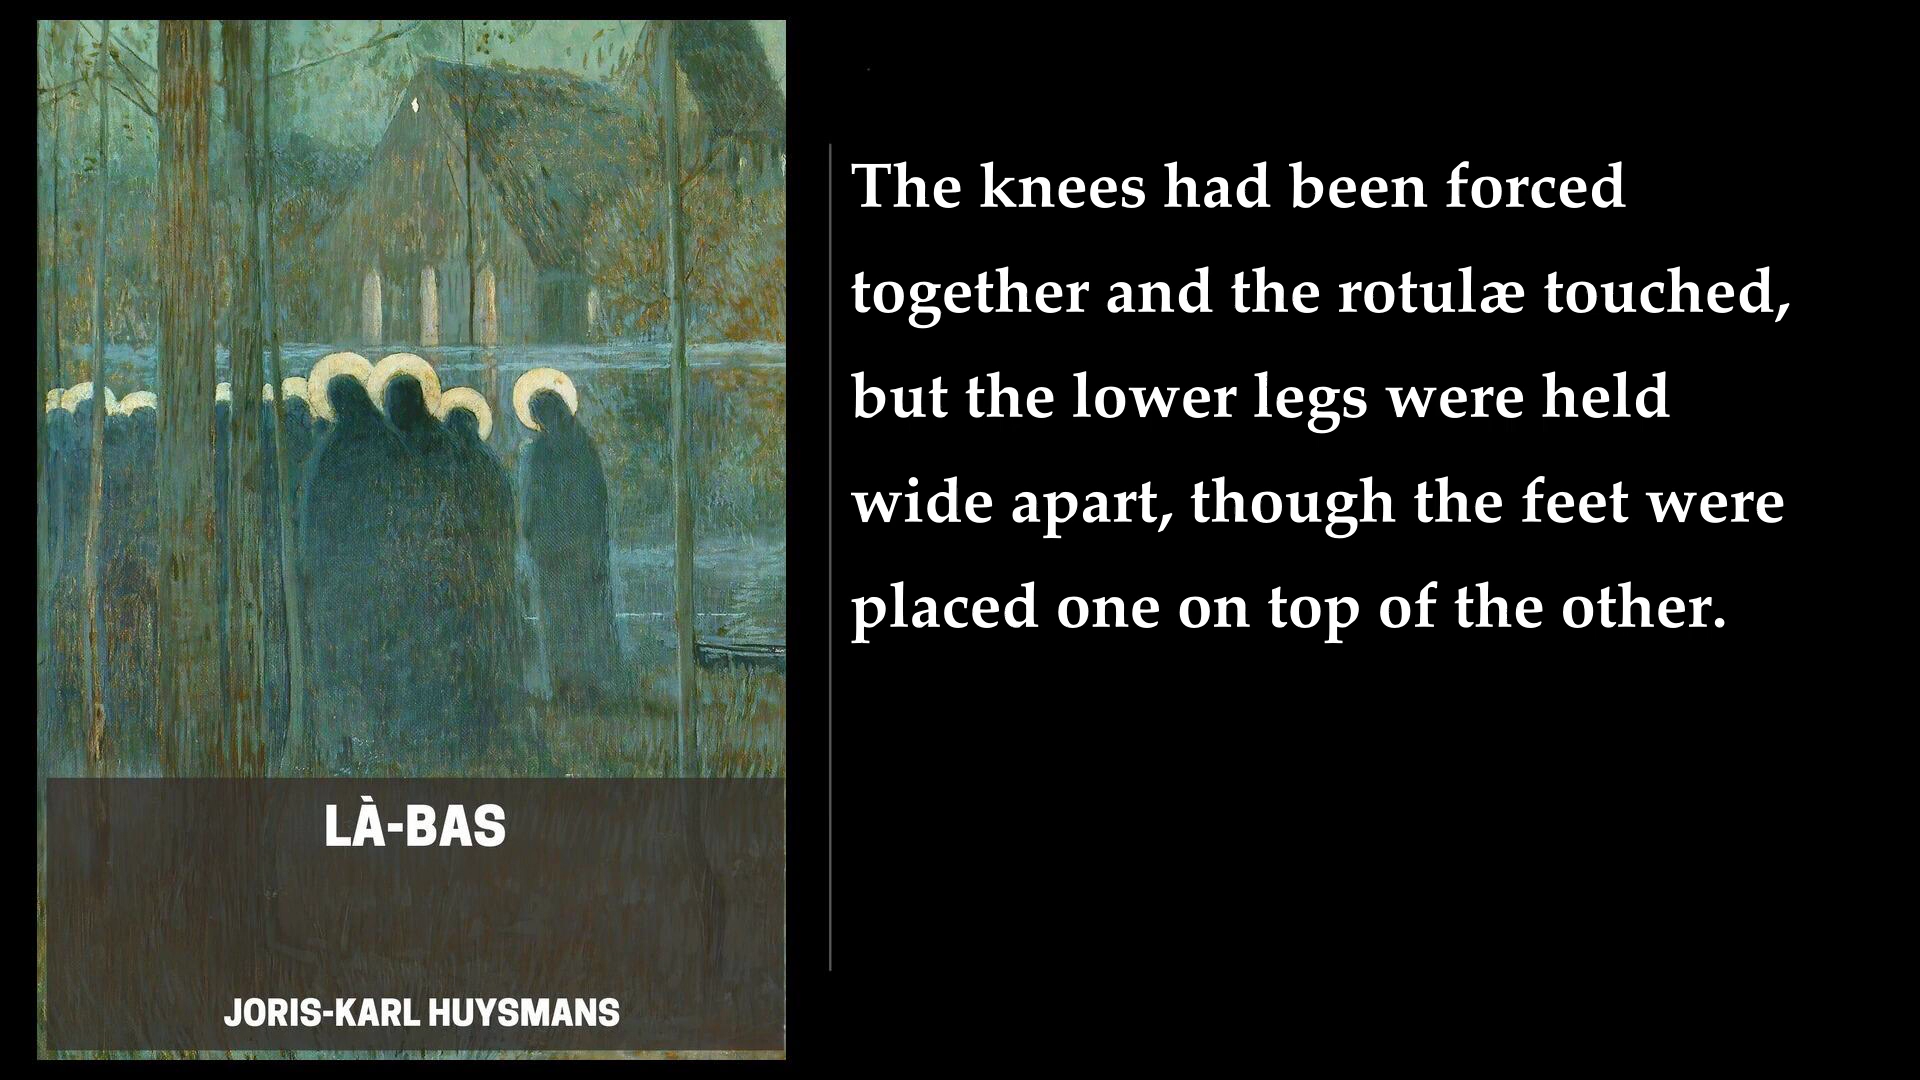 LÀ-BAS
JORIS-KARL HUYSMANS
The knees had been forced
together and the rotulæ touched,
but the lower legs were held
wide apart, though the feet were
placed one on top of the other.